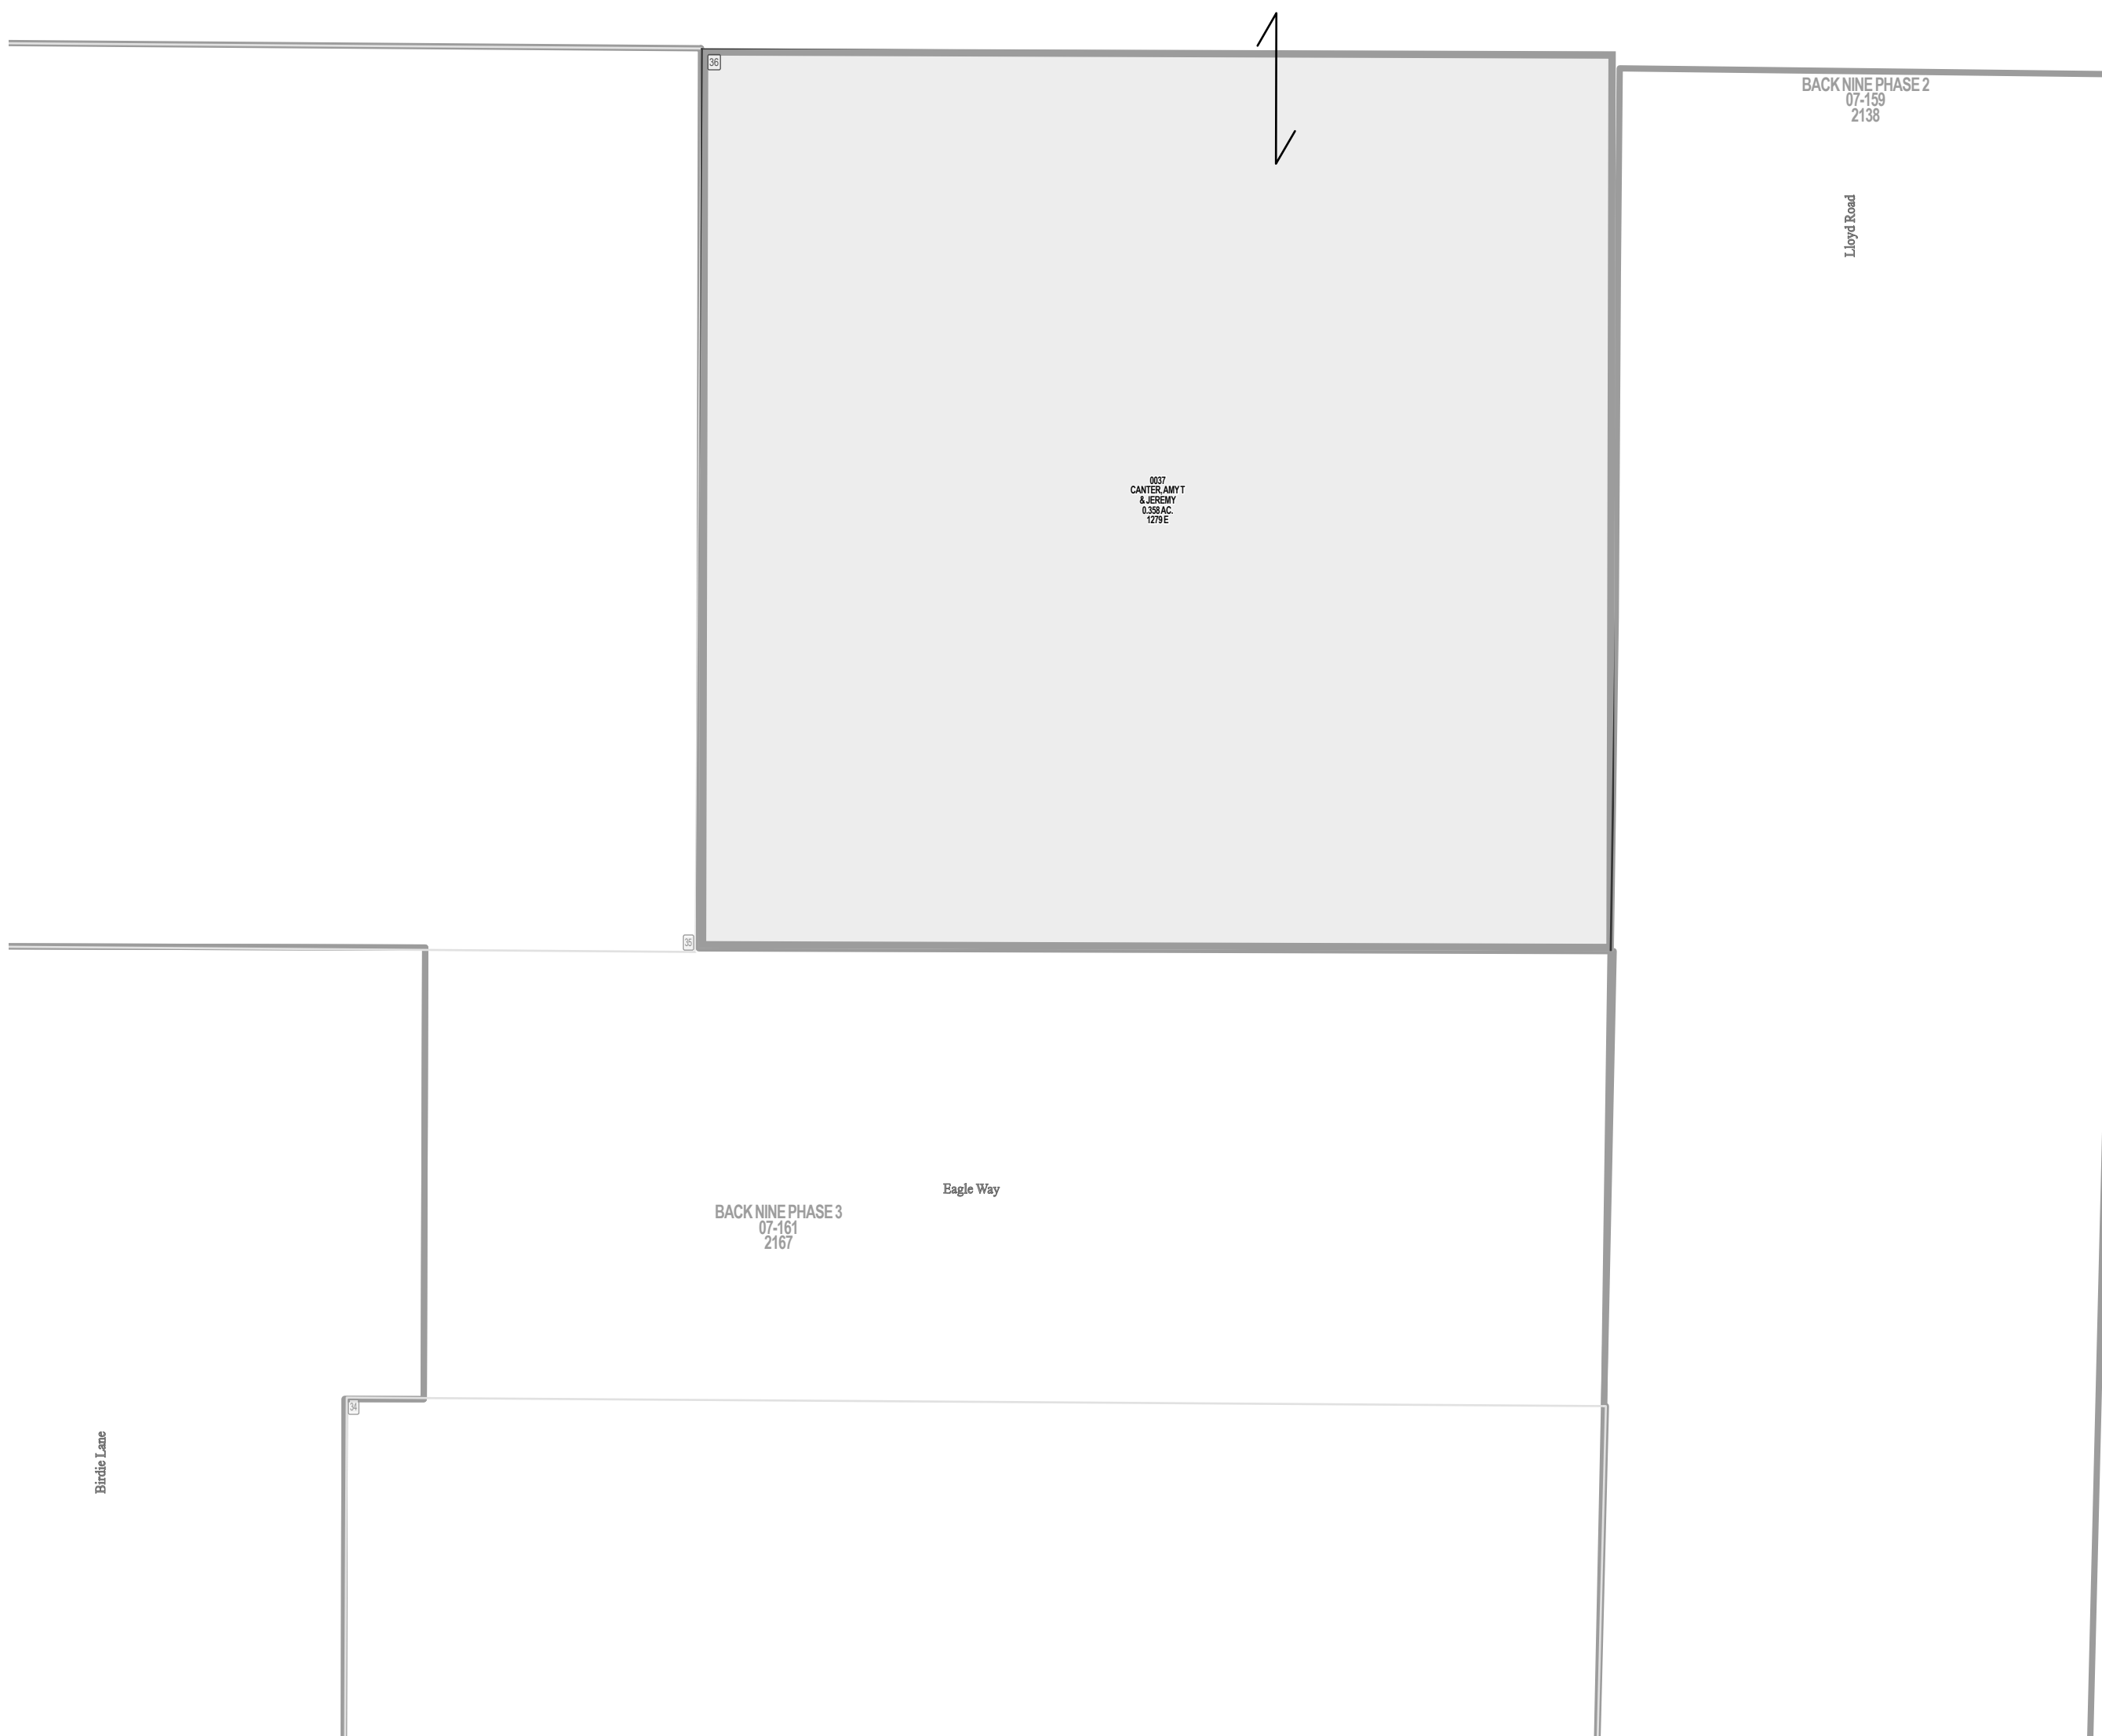 36
BACK NINE PHASE 2
07-159
2138
Lloyd Road
0037
CANTER, AMY T
& JEREMY
0.358 AC.
1279 E
35
Eagle Way
BACK NINE PHASE 3
07-161
2167
34
Birdie Lane